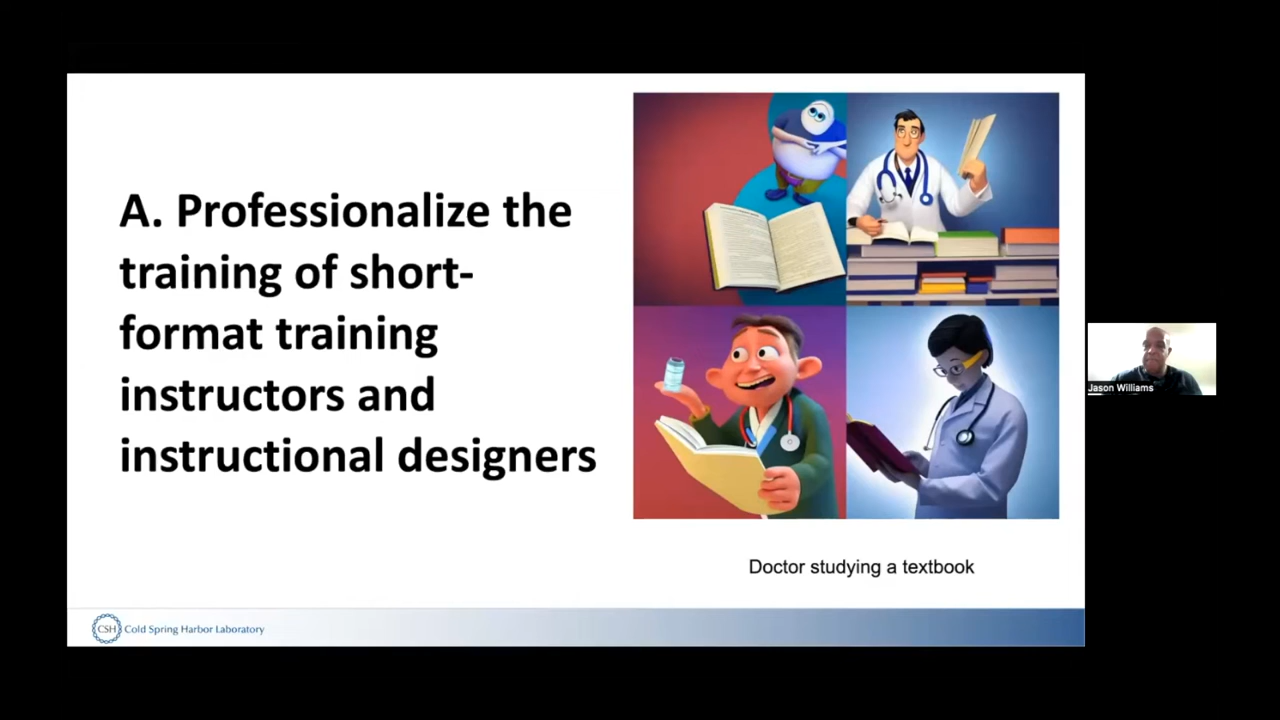 A. Professionalize the
training of short-
format training
instructors and
instructional designers
Doctor studying a textbook
Jason Williams
CSH Cold Spring Harbor Laboratory